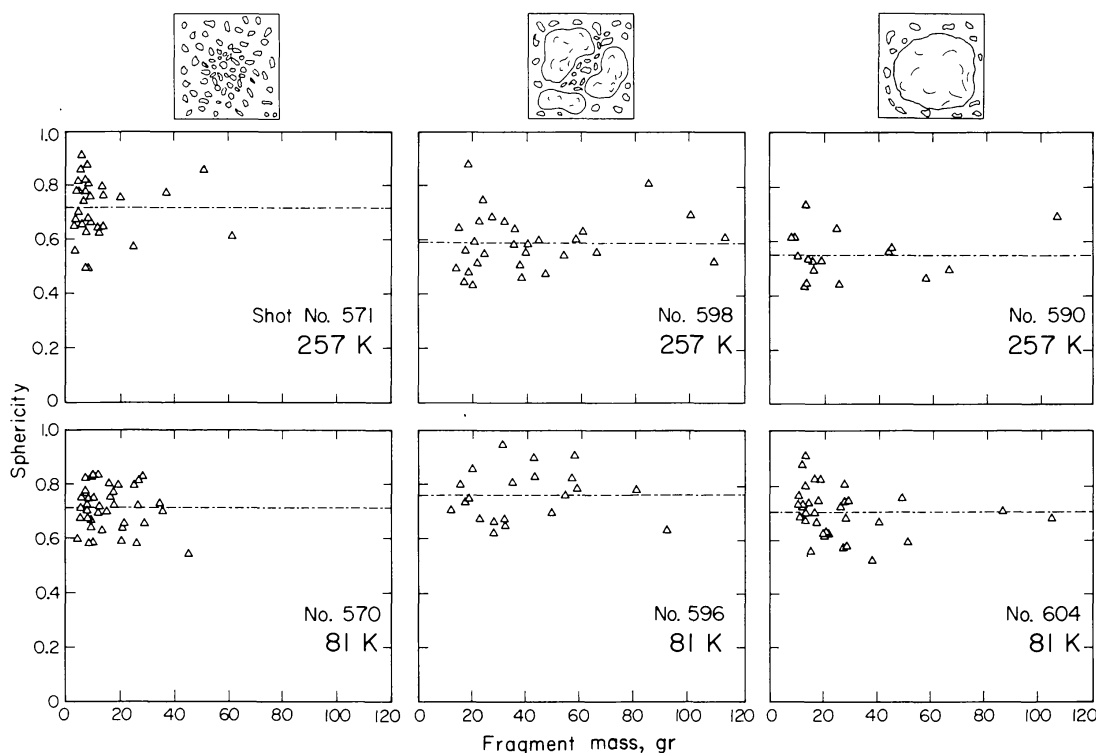 1.0
0.8
0.6
0.4
0.2
0
Shot No. 571
257 K
No. 598
257 K
No. 590
257 K
Sphericity
1.0
0.8
0.6
0.4
0.2
0
No. 570
81 K
No. 596
81 K
No. 604
81 K
0 20 40 60 80 100 120
0 20 40 60 80 100 120
0 20 40 60 80 100 120
Fragment mass, gr